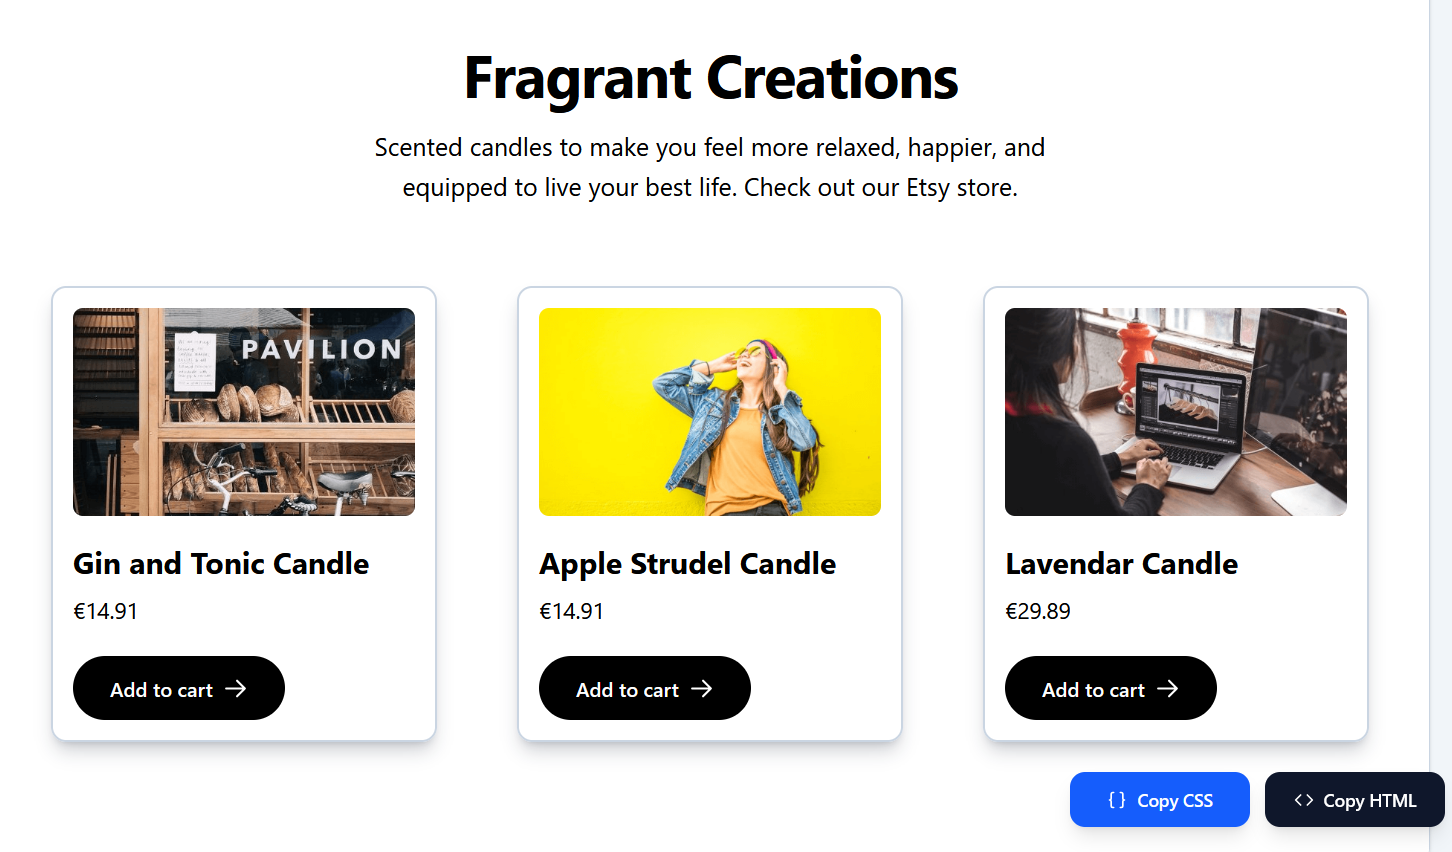 Fragrant Creations
Scented candles to make you feel more relaxed, happier, and
equipped to live your best life. Check out our Etsy store.
PAVILION
Gin and Tonic Candle
€14.91
Add to cart
Apple Strudel Candle
€14.91
Add to cart
Lavendar Candle
€29.89
Add to cart
{ } Copy CSS
<> Copy HTML